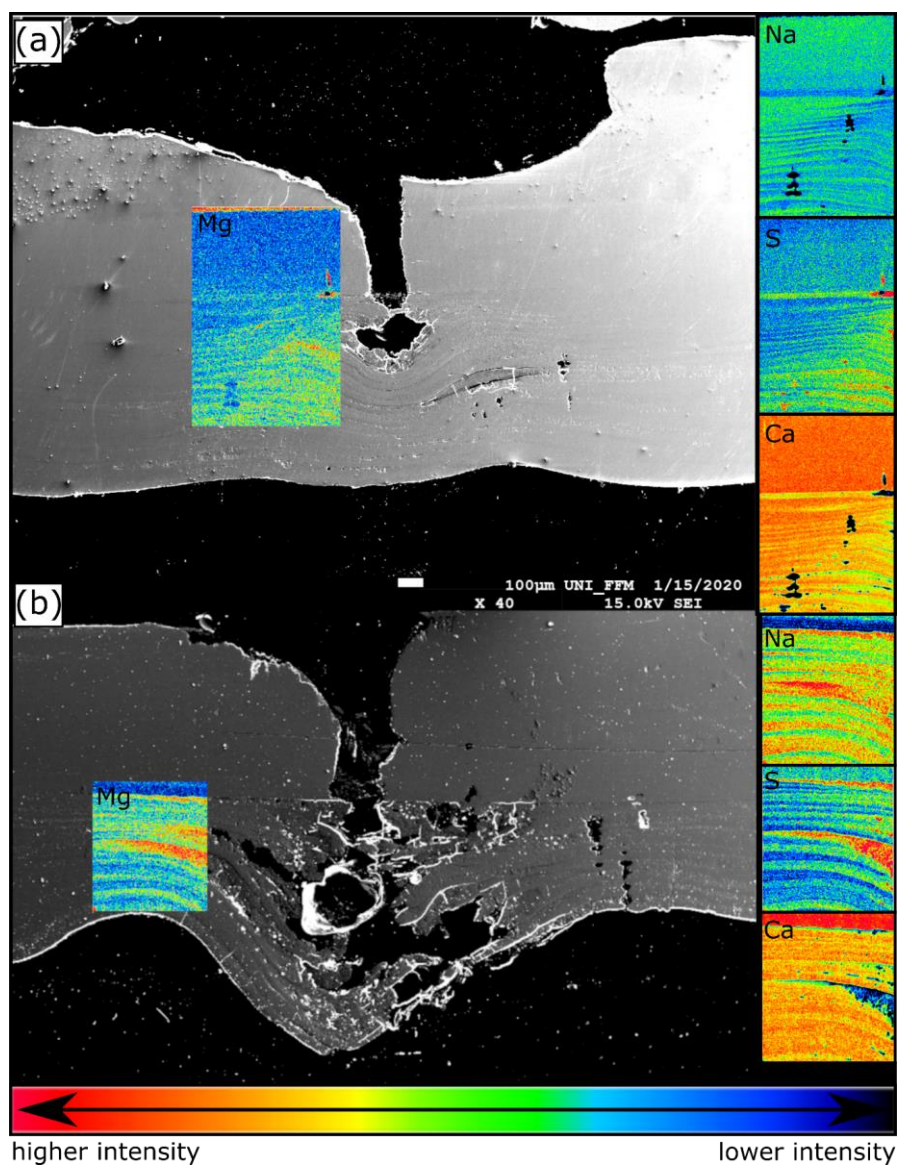 (a)
Na
Mg
S
Ca
100µm UNI_FFM 1/15/2020
X 40 15.0kV SEI
(b)
Na
Mg
S
Ca
higher intensity
lower intensity